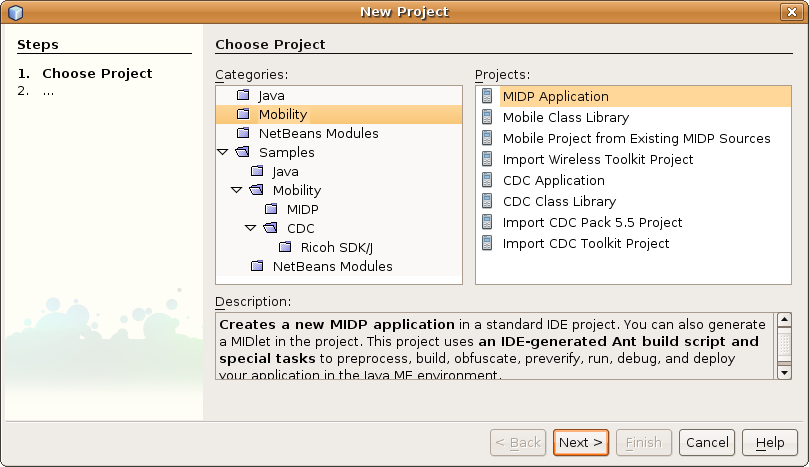 New Project
Steps
1. Choose Project
2. ...
Choose Project
Categories:
Java
Mobility
NetBeans Modules
Samples
Java
Mobility
MIDP
CDC
Ricoh SDK/J
NetBeans Modules
Projects:
MIDP Application
Mobile Class Library
Mobile Project from Existing MIDP Sources
Import Wireless Toolkit Project
CDC Application
CDC Class Library
Import CDC Pack 5.5 Project
Import CDC Toolkit Project
Description:
Creates a new MIDP application in a standard IDE project. You can also generate
a MIDlet in the project. This project uses an IDE-generated Ant build script and
special tasks to preprocess, build, obfuscate, preverify, run, debug, and deploy
your application in the Java ME environment.
< Back
Next >
Finish
Cancel
Help